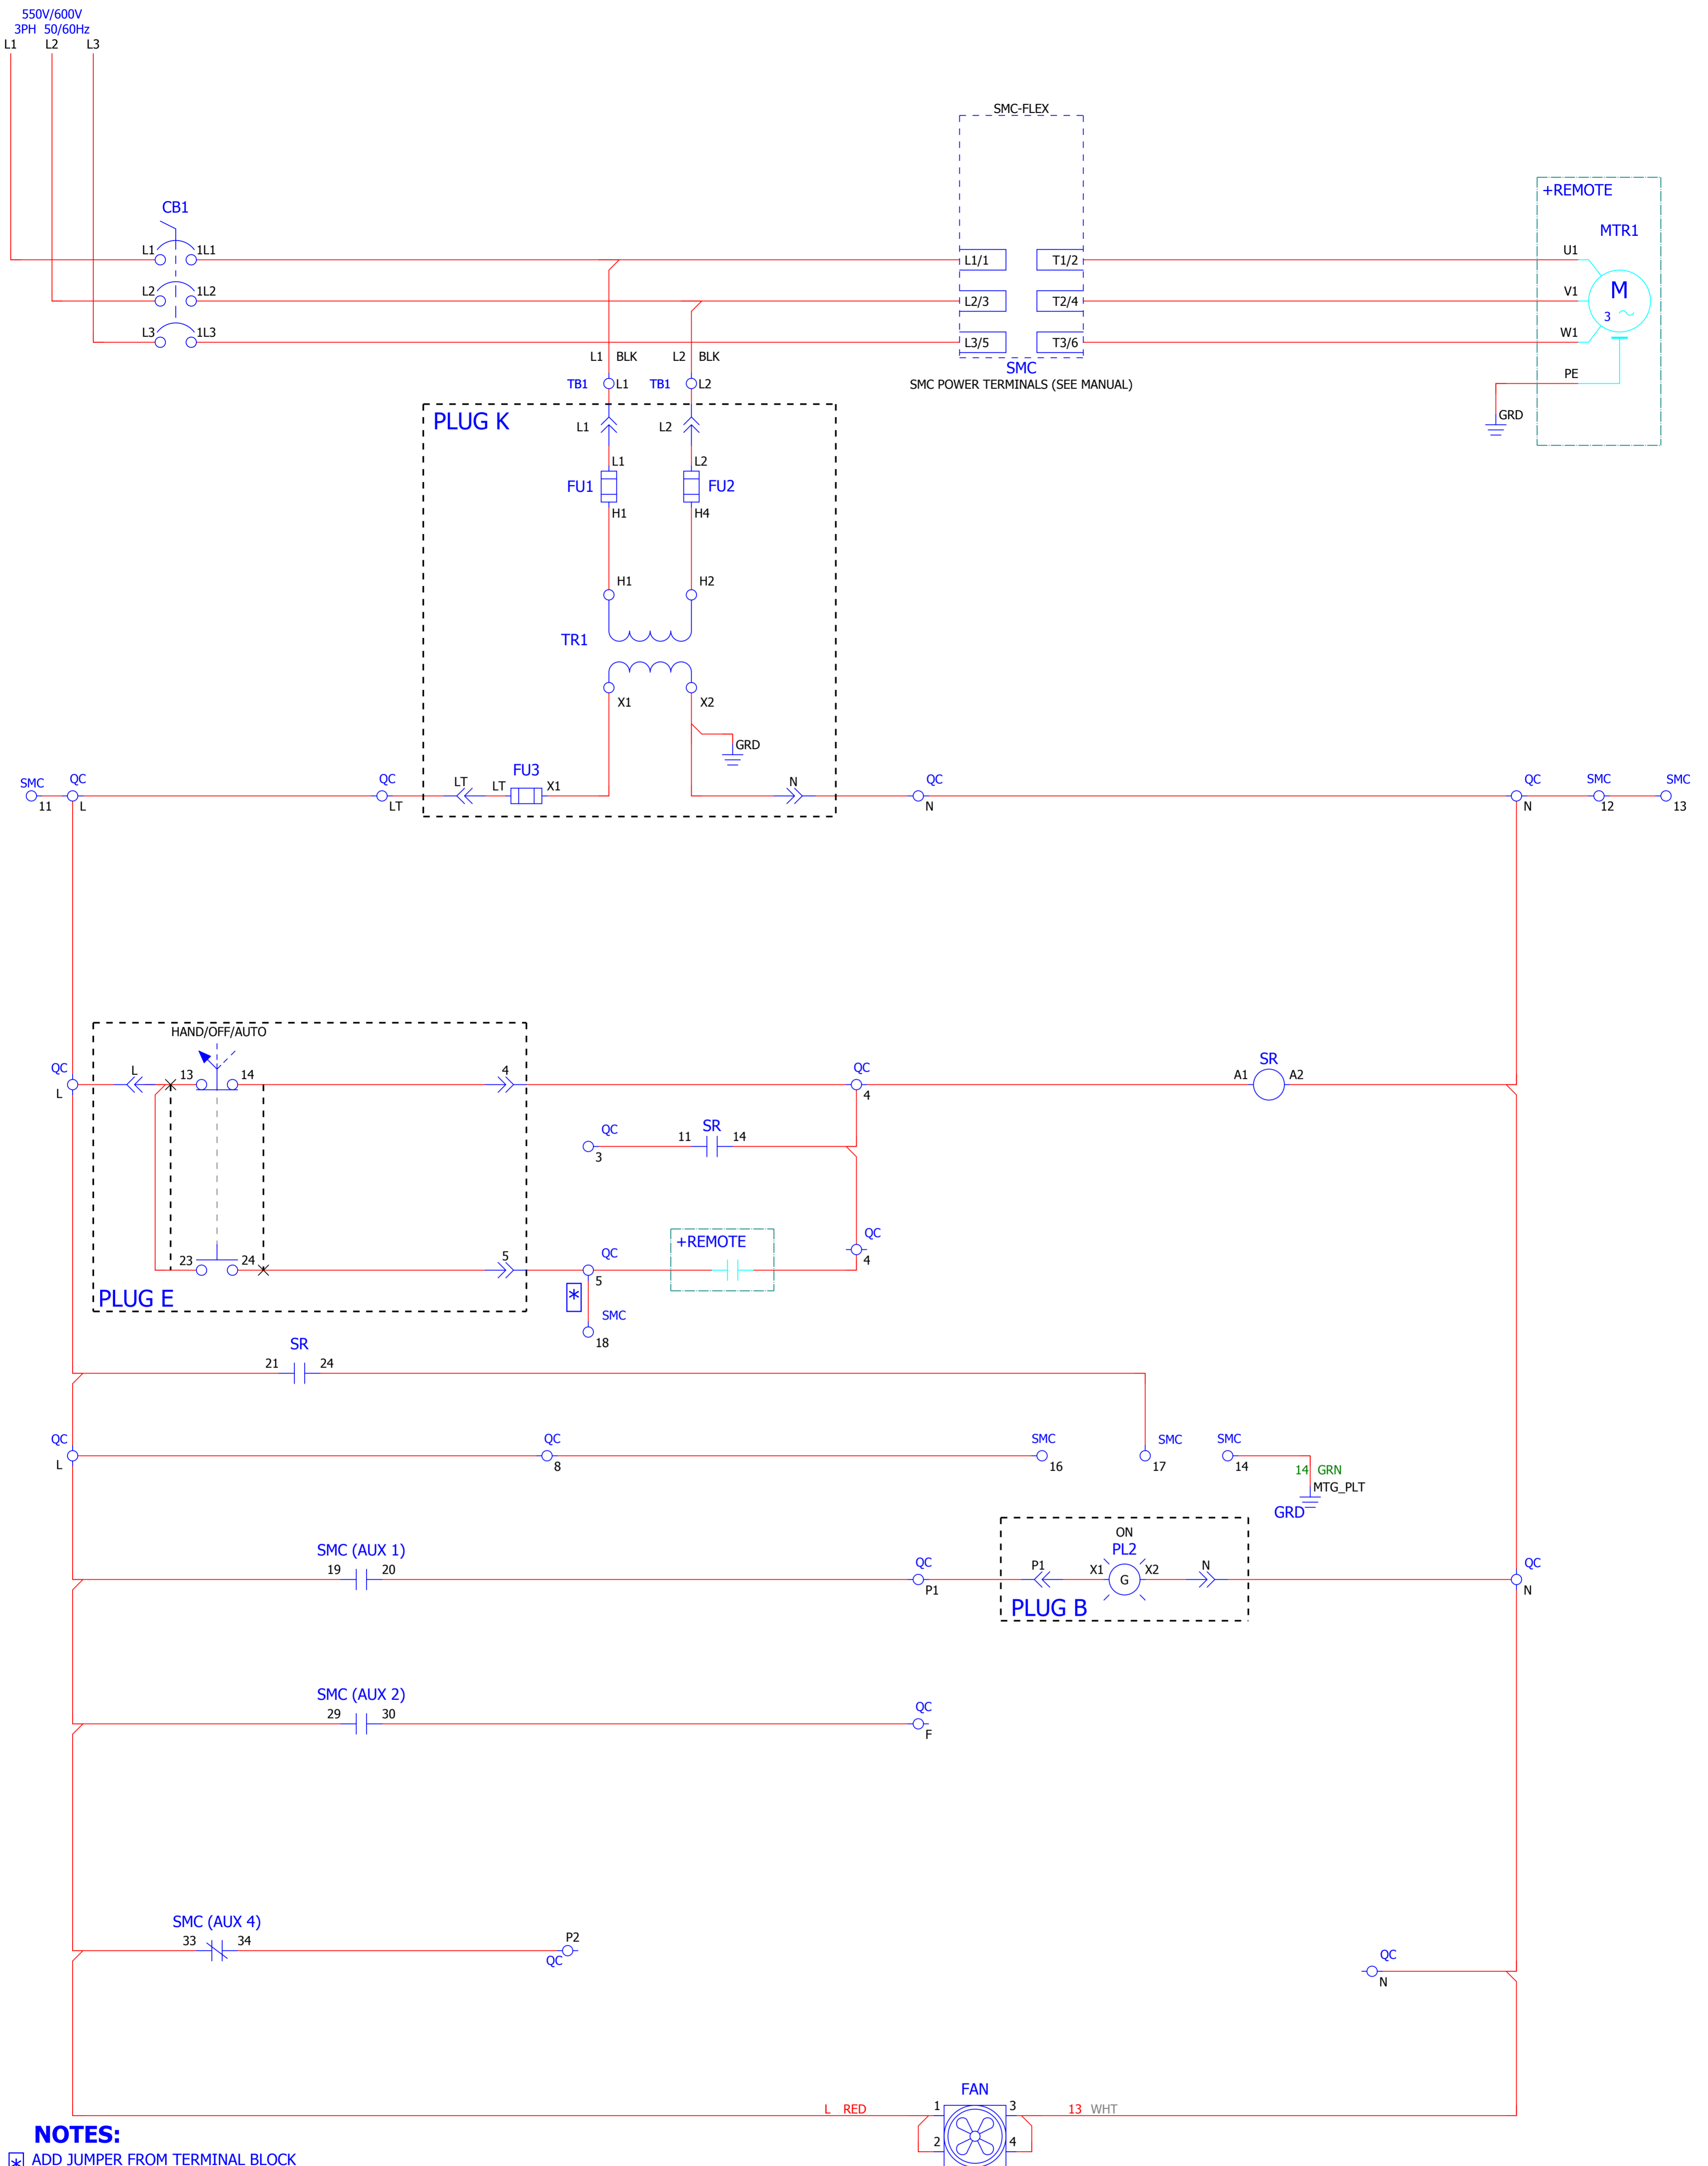 550V/600V
3PH 50/60Hz
L1 L2 L3
SMC-FLEX
+REMOTE
CB1
MTR1
L1 1L1
L1/1 T1/2
U1
L2 1L2
L2/3 T2/4
V1
M
3
L3 1L3
L3/5 T3/6
W1
L1 BLK L2 BLK
SMC
PE
TB1 L1 TB1 L2
SMC POWER TERMINALS (SEE MANUAL)
GRD
PLUG K
L1 L2
L1 L2
FU1 FU2
H1 H4
H1 H2
TR1
X1 X2
GRD
SMC QC QC LT LT FU3 X1 N QC QC SMC SMC
11 L LT N N 12 13
HAND/OFF/AUTO
QC L 13 14 4 QC SR
L 4 A1 A2
QC 11 SR 14
3
+REMOTE
QC
23 24 5 QC 4
5
PLUG E
*
SMC
18
SR
21 24
QC QC SMC SMC SMC
L 8 16 17 14
14 GRN
MTG_PLT
GRD
ON
SMC (AUX 1)
PL2
19 20 QC P1 X1 G X2 N QC
P1 N
PLUG B
SMC (AUX 2)
29 30 QC
F
SMC (AUX 4)
33 34 P2
QC
QC
N
FAN
L RED 1 3 13 WHT
2 4
NOTES:
* ADD JUMPER FROM TERMINAL BLOCK